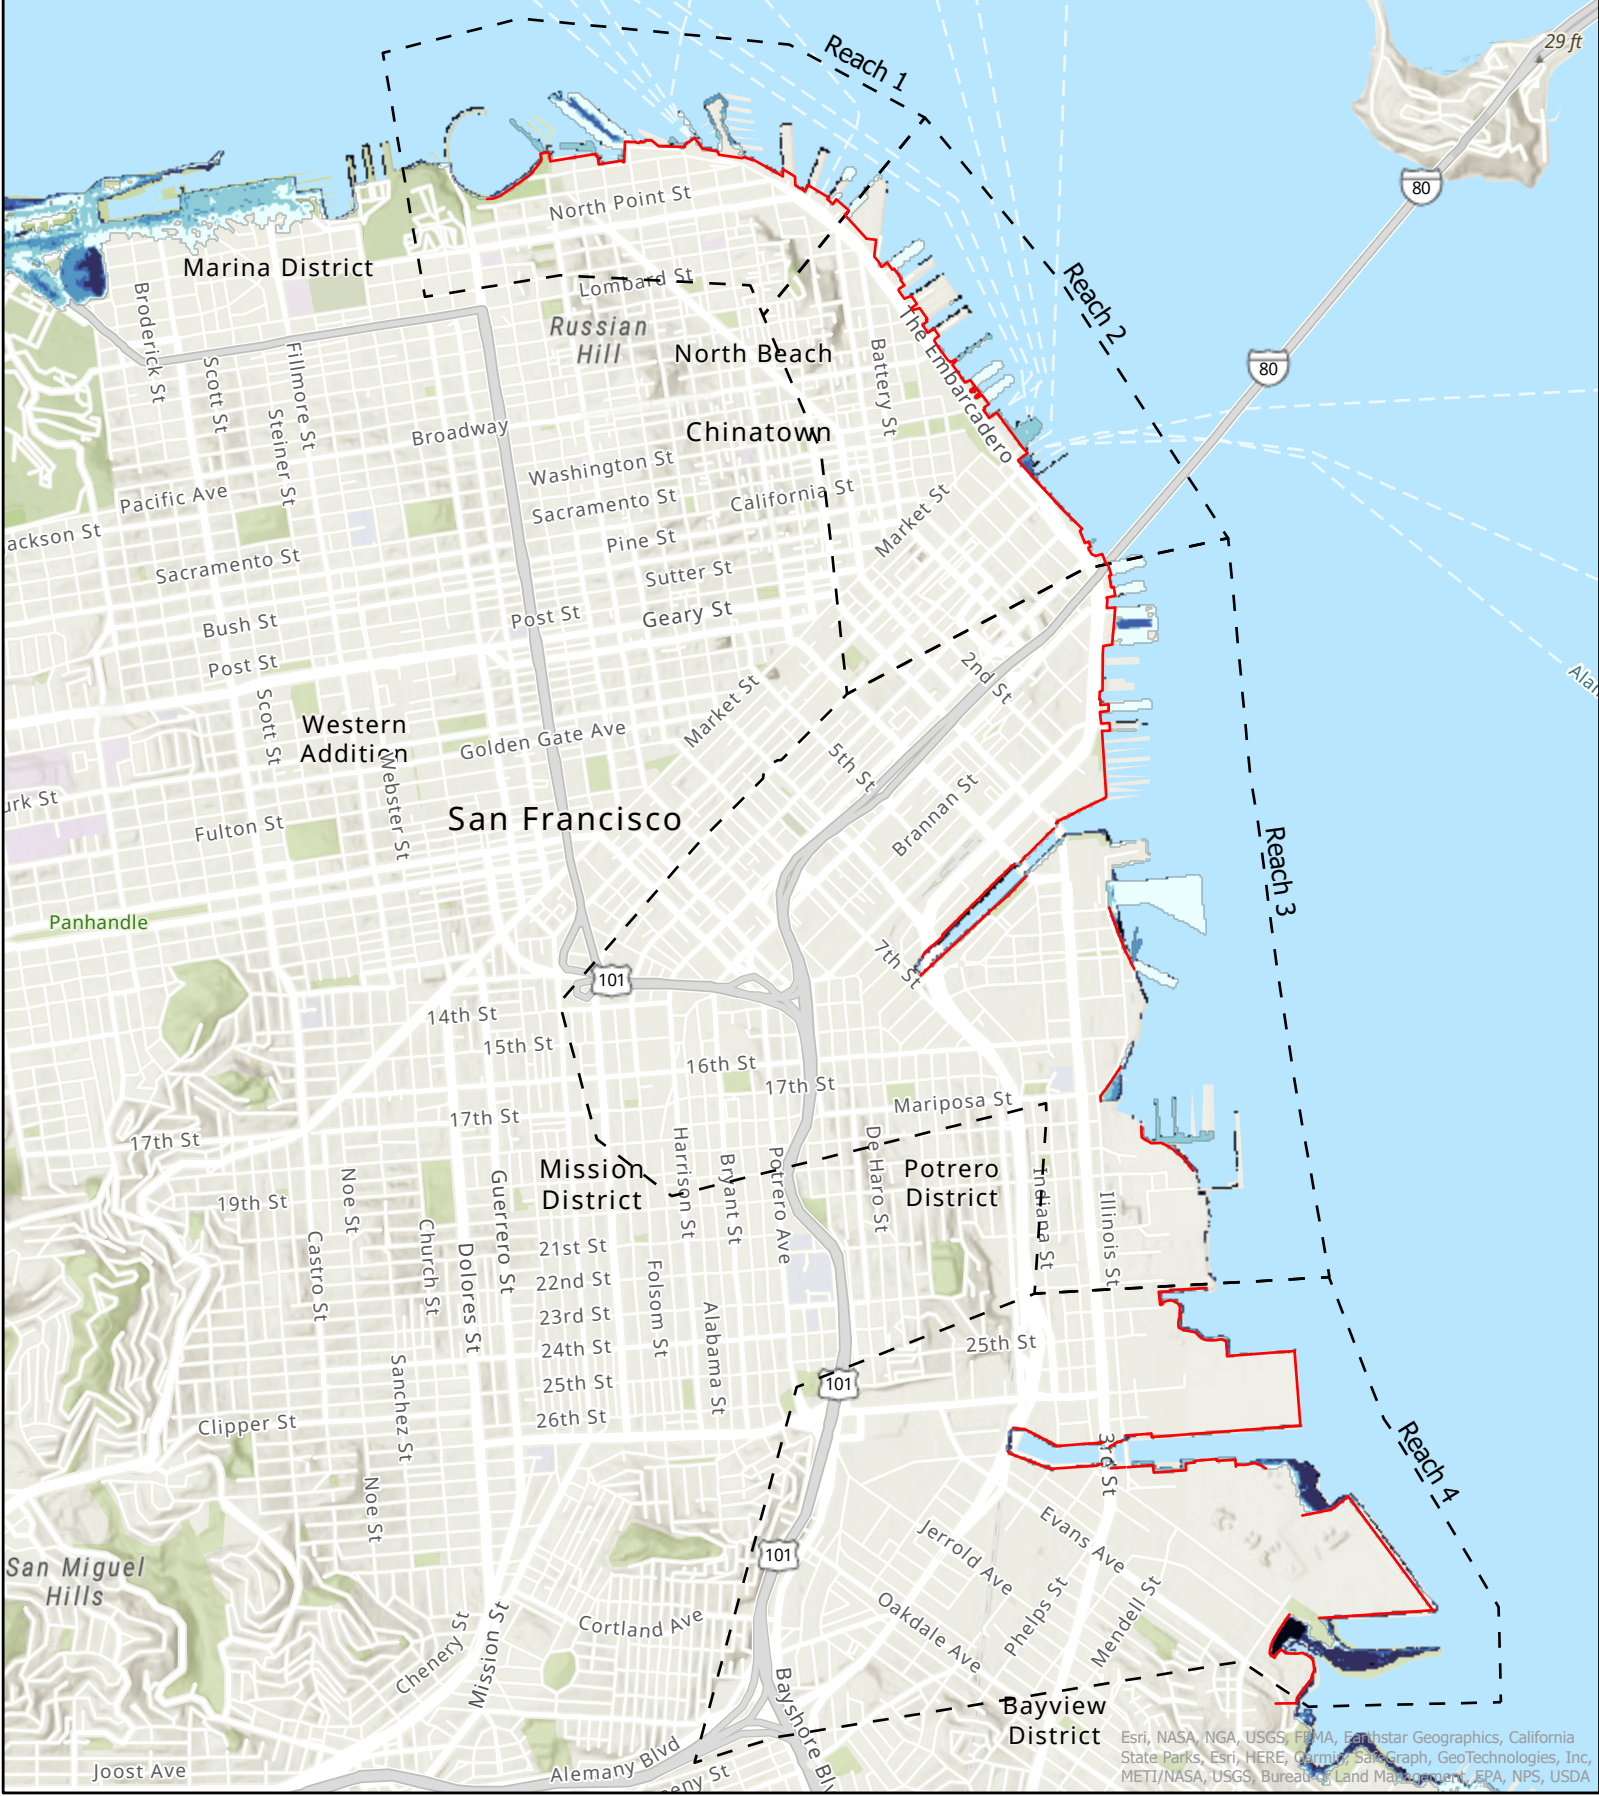 29 ft
Reach 1
80
North Point St
Marina District
Lombard St
Broderick St
Russian
Hill
North Beach
Reach 2
The Embarcadero
Battery St
80
Scott St
Fillmore St
Steiner St
Broadway
Chinatown
Washington St
Pacific Ave
Sacramento St
California St
Market St
ackson St
Pine St
Sacramento St
Sutter St
Post St
Geary St
Bush St
Post St
2nd St
Alan
Scott St
Western
Addition
Market St
Golden Gate Ave
Webster St
5th St
Brannan St
urk St
Fulton St
San Francisco
Reach 3
Panhandle
7th St
101
14th St
15th St
16th St
17th St
Mariposa St
17th St
17th St
Mission
District
Harrison St
Bryant St
Potrero Ave
De Haro St
Potrero
District
Indiana St
Illinois St
19th St
Noe St
Castro St
Church St
Dolores St
Guerrero St
21st St
22nd St
23rd St
24th St
25th St
26th St
Folsom St
Alabama St
25th St
101
Clipper St
Sanchez St
Noe St
3rd St
Reach 4
Evans Ave
Jerrold Ave
101
San Miguel
Hills
Cortland Ave
Oakdale Ave
Phelps St
Mendell St
Chenery St
Mission St
Bayshore Blv
Bayview
District
Joost Ave
Alemany Blvd
eny St
Esri, NASA, NGA, USGS, FEMA, Earthstar Geographics, California
State Parks, Esri, HERE, Garmin, SafeGraph, GeoTechnologies, Inc,
METI/NASA, USGS, Bureau of Land Management, EPA, NPS, USDA